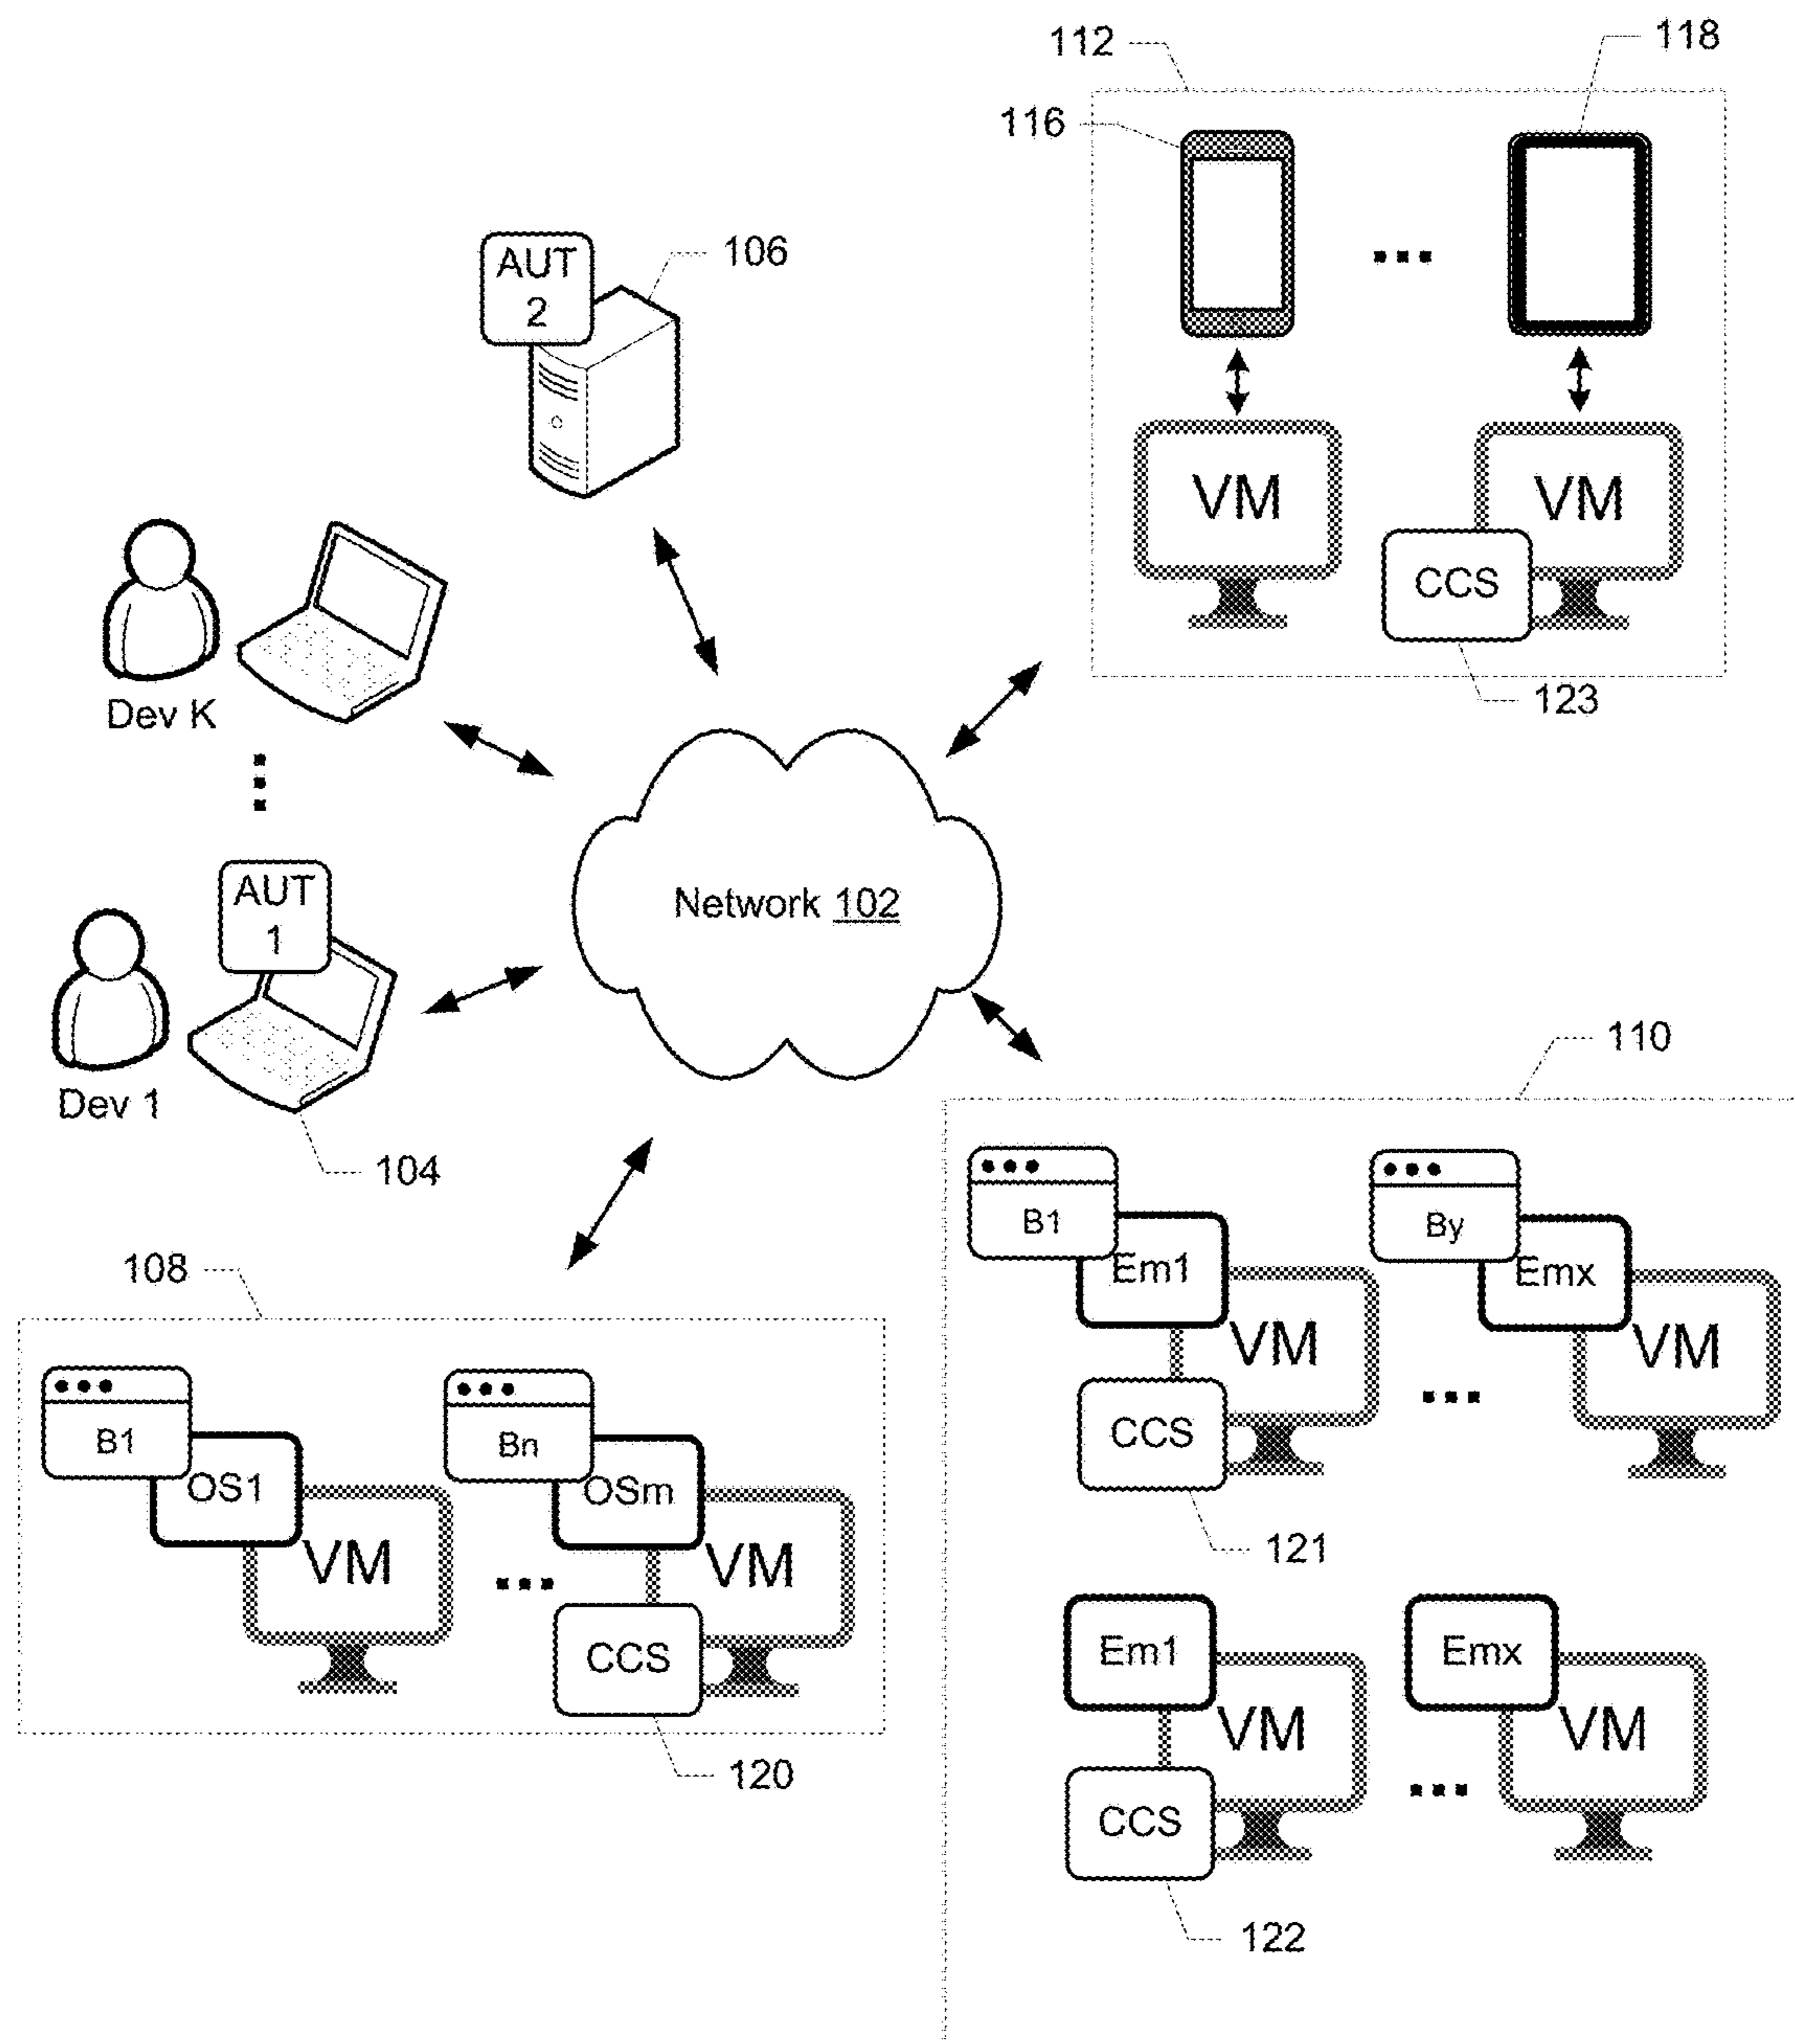 112
118
116
AUT
2
106
VM
VM
CCS
123
Dev K
AUT
1
Network 102
Dev 1
104
110
B1
Em1
VM
CCS
121
By
Emx
VM
108
B1
OS1
VM
Bn
OSm
VM
CCS
120
Em1
VM
CCS
122
Emx
VM